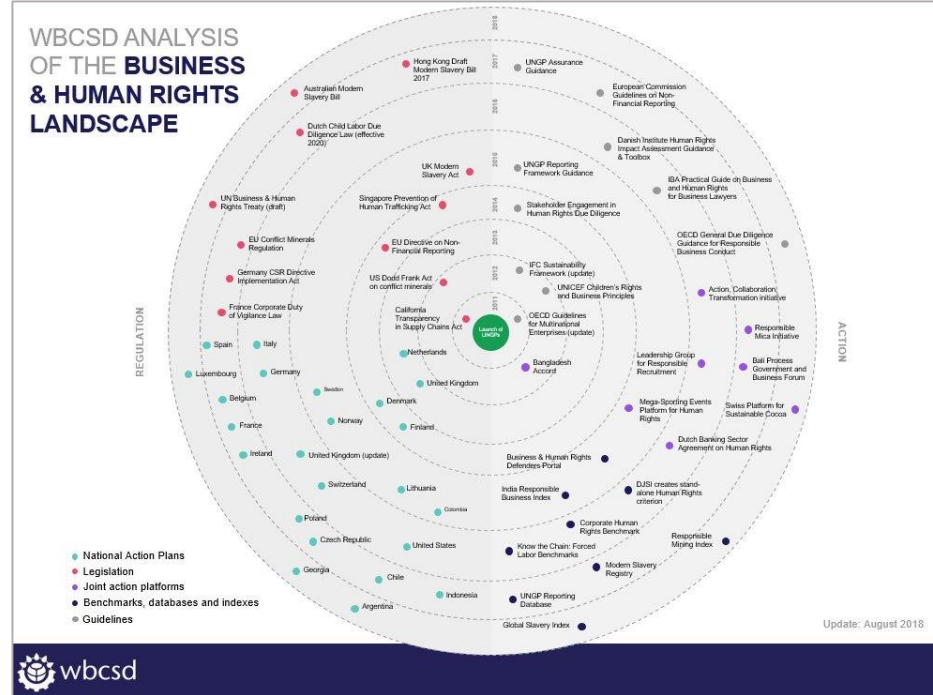 WBCSD ANALYSIS
OF THE BUSINESS
& HUMAN RIGHTS
LANDSCAPE
2018
2017
2016
2015
2014
2013
2012
2011
Launch of
UNGPs
REGULATION
ACTION
Hong Kong Draft
Modern Slavery Bill
2017
Australian Modern
Slavery Bill
Dutch Child Labor Due
Diligence Law (effective
2020)
UK Modern
Slavery Act
UN Business & Human
Rights Treaty (draft)
Singapore Prevention of
Human Trafficking Act
EU Conflict Minerals
Regulation
EU Directive on Non-
Financial Reporting
Germany CSR Directive
Implementation Act
US Dodd Frank Act
on conflict minerals
France Corporate Duty
of Vigilance Law
California
Transparency
in Supply Chains Act
UNGP Assurance
Guidance
European Commission
Guidelines on Non-
Financial Reporting
Danish Institute Human Rights
Impact Assessment Guidance
& Toolbox
UNGP Reporting
Framework Guidance
IBA Practical Guide on Business
and Human Rights
for Business Lawyers
Stakeholder Engagement in
Human Rights Due Diligence
OECD General Due Diligence
Guidance for Responsible
Business Conduct
IFC Sustainability
Framework (update)
UNICEF Children's Rights
and Business Principles
Action, Collaboration,
Transformation initiative
OECD Guidelines
for Multinational
Enterprises (update)
Responsible
Mica Initiative
Bangladesh
Accord
Leadership Group
for Responsible
Recruitment
Bali Process
Government and
Business Forum
Mega-Sporting Events
Platform for Human
Rights
Swiss Platform for
Sustainable Cocoa
Dutch Banking Sector
Agreement on Human Rights
Spain
Italy
Netherlands
Luxembourg
Germany
United Kingdom
Sweden
Belgium
Denmark
France
Norway
Finland
Ireland
United Kingdom (update)
Switzerland
Lithuania
Colombia
Poland
Czech Republic
United States
Georgia
Chile
Indonesia
Argentina
Business & Human Rights
Defenders Portal
India Responsible
Business Index
DJSI creates stand-
alone Human Rights
criterion
Corporate Human
Rights Benchmark
Responsible
Mining Index
Know the Chain: Forced
Labor Benchmarks
Modern Slavery
Registry
UNGP Reporting
Database
Global Slavery Index
National Action Plans
Legislation
Joint action platforms
Benchmarks, databases and indexes
Guidelines
Update: August 2018
wbcsd